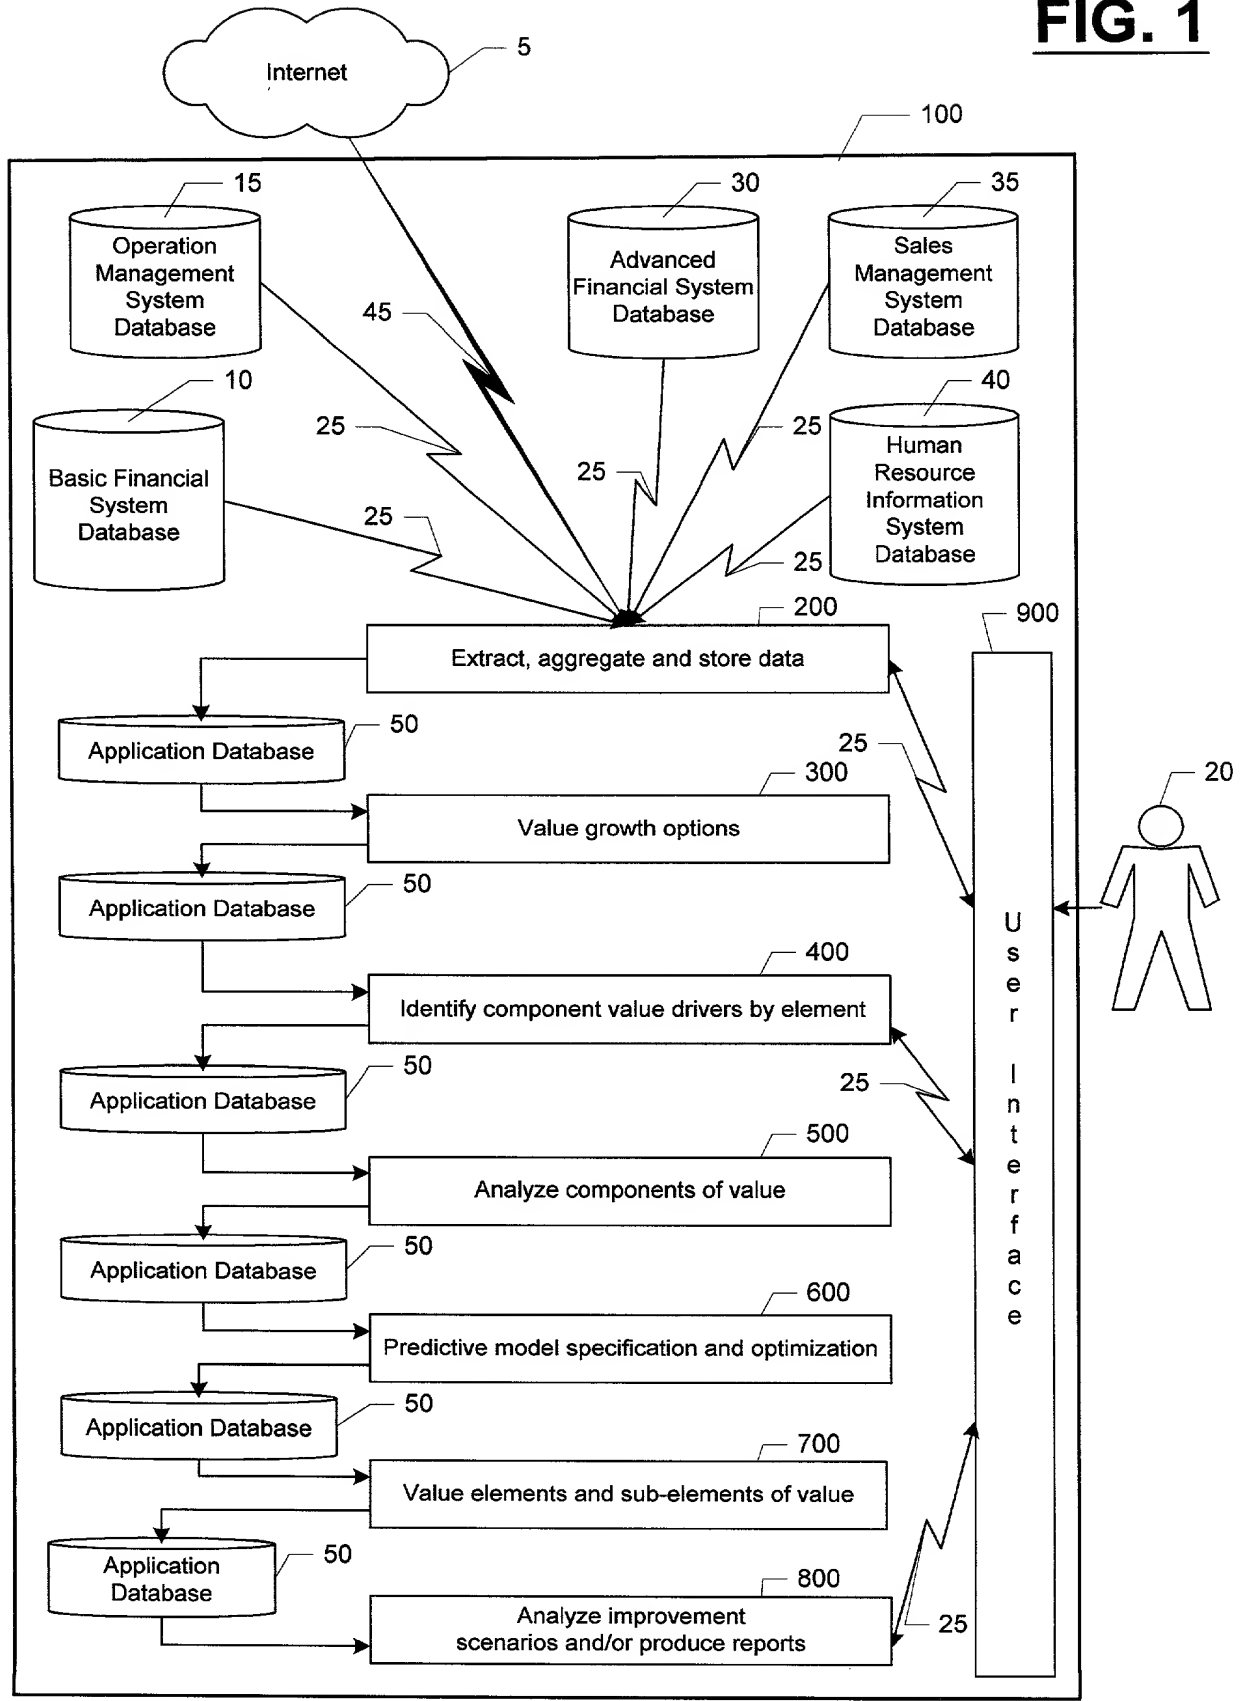 FIG. 1
5
Internet
100
15
30
35
Operation
Management
System
Database
Advanced
Financial System
Database
Sales
Management
System
Database
45
10
40
25
25
Basic Financial
System
Database
25
25
Human
Resource
Information
System
Database
25
200
900
Extract, aggregate and store data
50
Application Database
25
300
20
Value growth options
50
Application Database
User Interface
400
Identify component value drivers by element
50
Application Database
25
500
Analyze components of value
50
Application Database
600
Predictive model specification and optimization
50
Application Database
700
Value elements and sub-elements of value
50
Application
Database
800
Analyze improvement
scenarios and/or produce reports
25